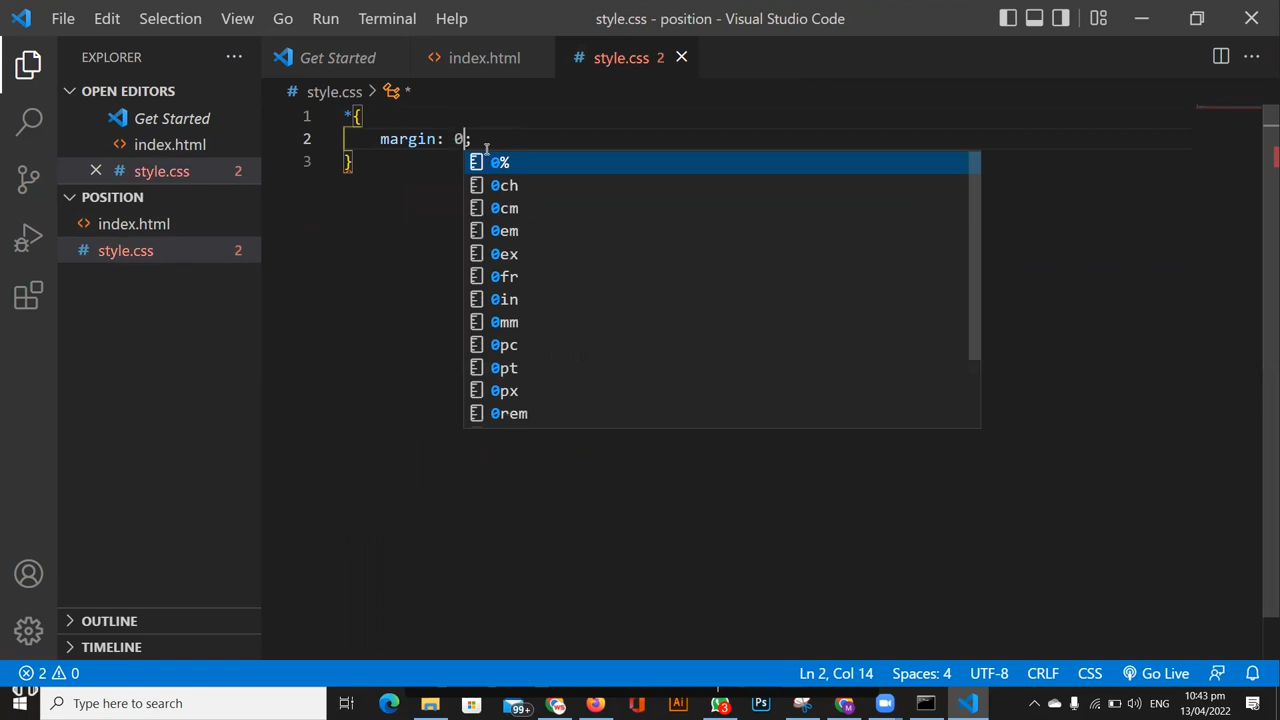 File Edit Selection View Go Run Terminal Help
style.css - position - Visual Studio Code
EXPLORER
Get Started
index.html
style.css 2
OPEN EDITORS
Get Started
index.html
style.css 2
POSITION
index.html
style.css 2
OUTLINE
TIMELINE
style.css > *
1 *{
2 margin: 0;
3 }
0%
0ch
0cm
0em
0ex
0fr
0in
0mm
0pc
0pt
0px
0rem
2 0
Ln 2, Col 14 Spaces: 4 UTF-8 CRLF CSS Go Live
Type here to search
99+
Ai
3
Ps
M
ENG
10:43 pm
13/04/2022